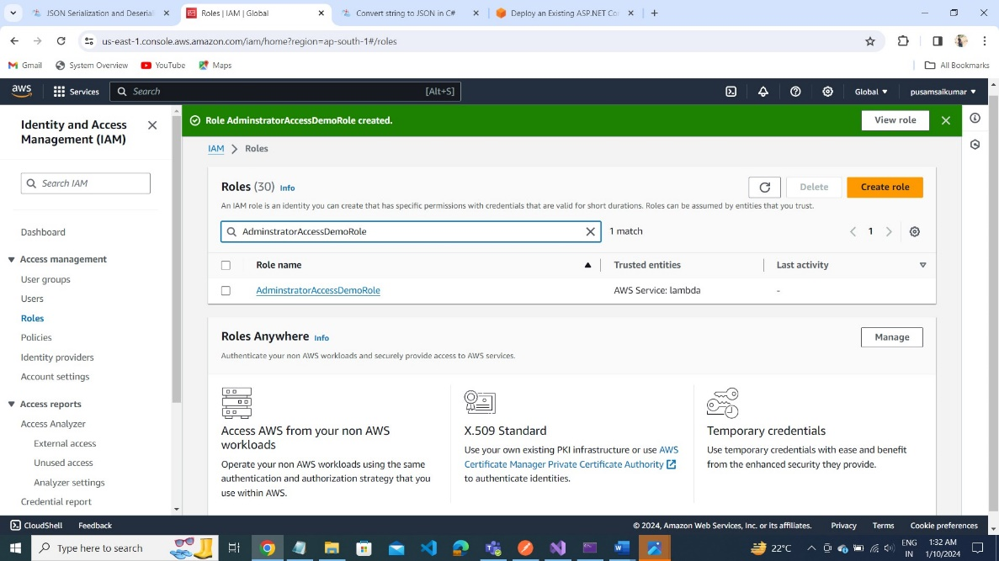 JSON Serialization and Deserial
Roles | IAM | Global
Convert string to JSON in C#
Deploy an Existing ASP.NET Co
us-east-1.console.aws.amazon.com/iam/home?region=ap-south-1#/roles
Gmail
System Overview
YouTube
Maps
All Bookmarks
aws
Services
Search
[Alt+S]
Global
pusamsaikumar
Identity and Access
Management (IAM)
Search IAM
Dashboard
Access management
User groups
Users
Roles
Policies
Identity providers
Account settings
Access reports
Access Analyzer
External access
Unused access
Analyzer settings
Credential report
Role AdminstratorAccessDemoRole created.
View role
IAM > Roles
Roles (30) Info
Delete
Create role
An IAM role is an identity you can create that has specific permissions with credentials that are valid for short durations. Roles can be assumed by entities that you trust.
AdminstratorAccessDemoRole
1 match
1
Role name
Trusted entities
Last activity
AdminstratorAccessDemoRole
AWS Service: lambda
-
Roles Anywhere Info
Manage
Authenticate your non AWS workloads and securely provide access to AWS services.
Access AWS from your non AWS
workloads
Operate your non AWS workloads using the same
authentication and authorization strategy that you
use within AWS.
X.509 Standard
Use your own existing PKI infrastructure or use AWS
Certificate Manager Private Certificate Authority
to authenticate identities.
Temporary credentials
Use temporary credentials with ease and benefit
from the enhanced security they provide.
CloudShell
Feedback
© 2024, Amazon Web Services, Inc. or its affiliates.
Privacy
Terms
Cookie preferences
Type here to search
22°C
ENG
IN
1:32 AM
1/10/2024